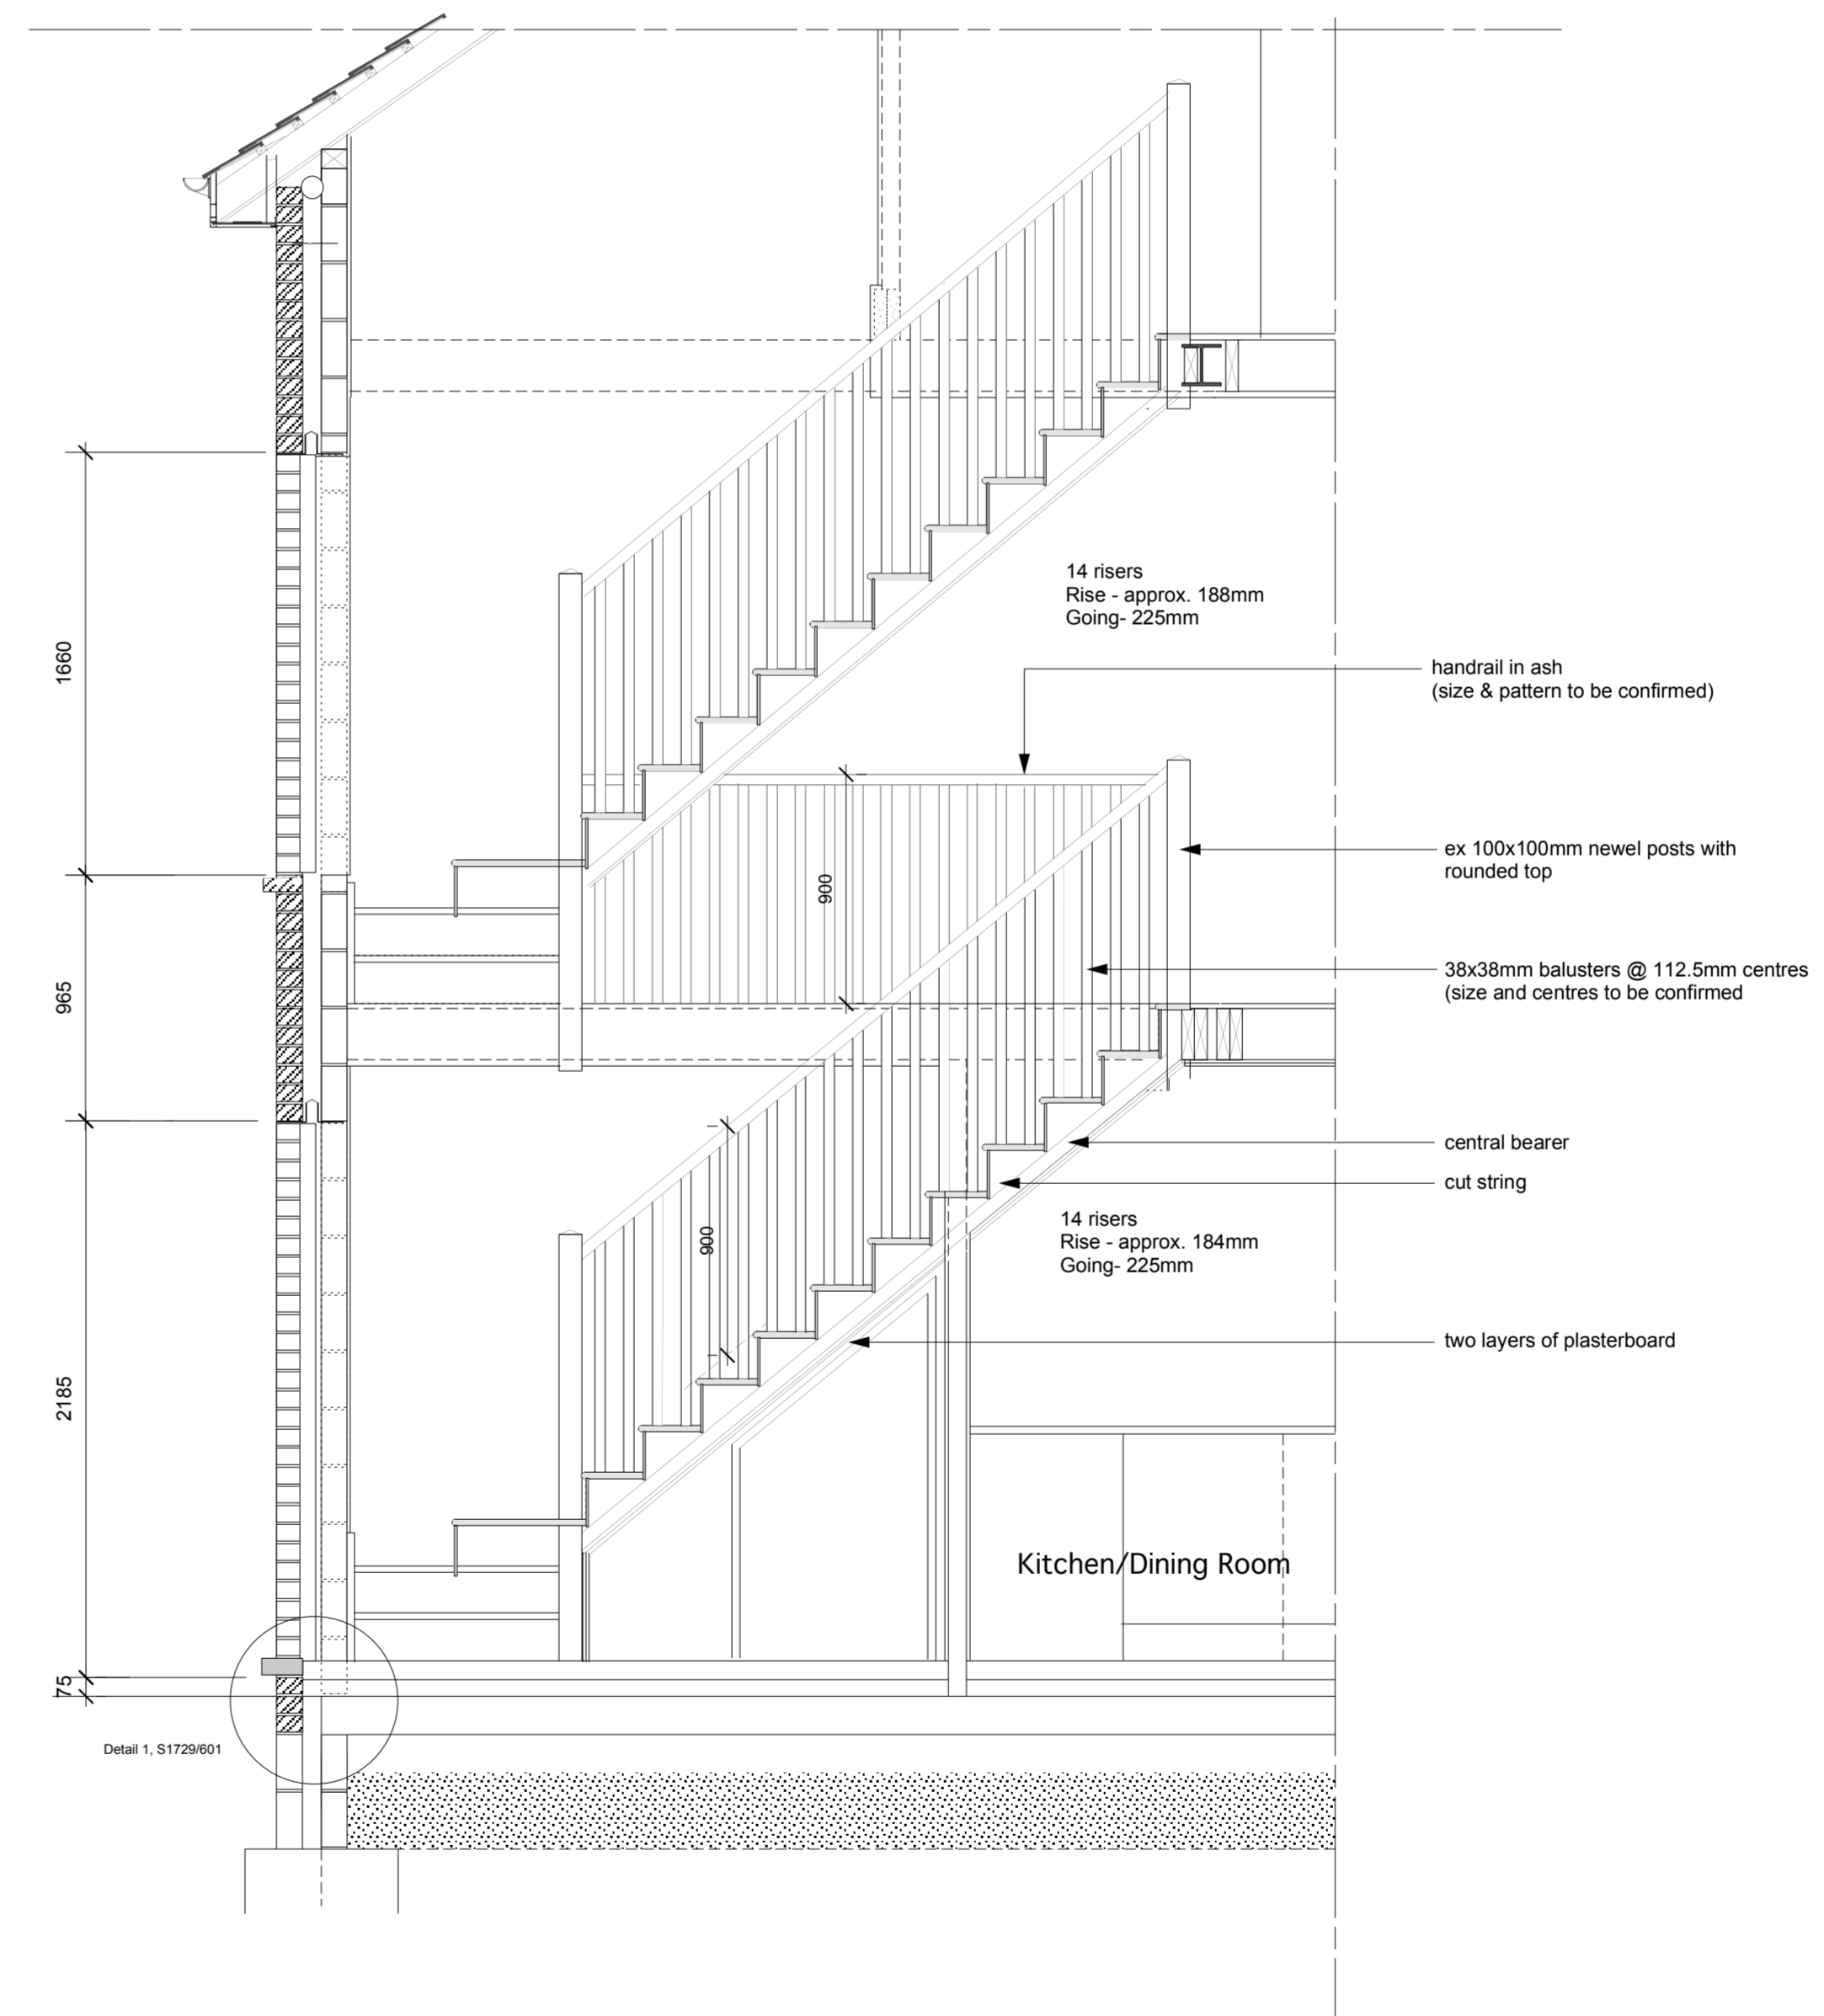 14 risers
Rise - approx. 188mm
Going- 225mm
handrail in ash
(size & pattern to be confirmed)
1660
ex 100x100mm newel posts with
rounded top
900
38x38mm balusters @ 112.5mm centres
(size and centres to be confirmed
965
central bearer
cut string
14 risers
Rise - approx. 184mm
Going- 225mm
900
two layers of plasterboard
2185
Kitchen/Dining Room
75
Detail 1, S1729/601